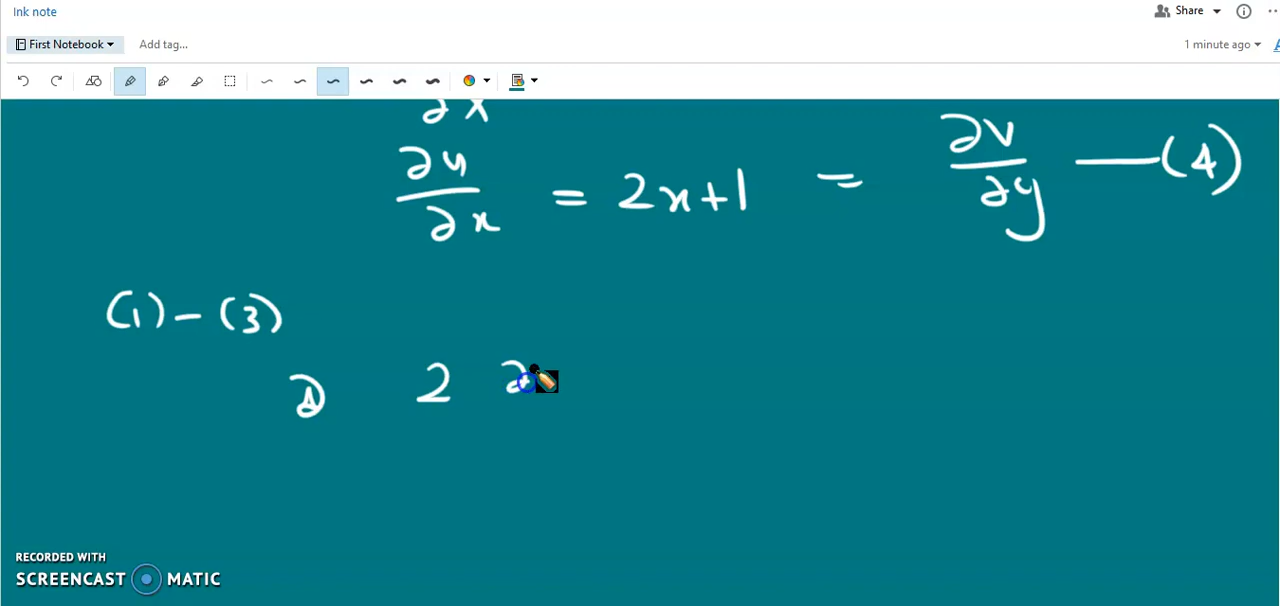 Ink note
Share
First Notebook
Add tag...
1 minute ago
∂x
∂u/∂x = 2x+1 = ∂v/∂y —(4)
(1) – (3)
2 ∂
RECORDED WITH
SCREENCAST MATIC